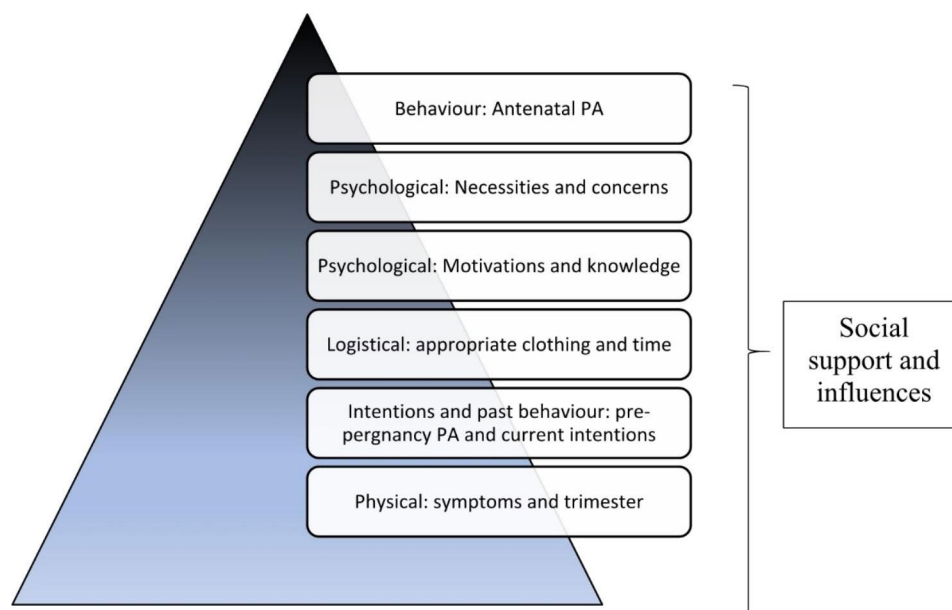 Behaviour: Antenatal PA
Psychological: Necessities and concerns
Psychological: Motivations and knowledge
Logistical: appropriate clothing and time
Intentions and past behaviour: pre-
pergnancy PA and current intentions
Physical: symptoms and trimester
Social
support and
influences